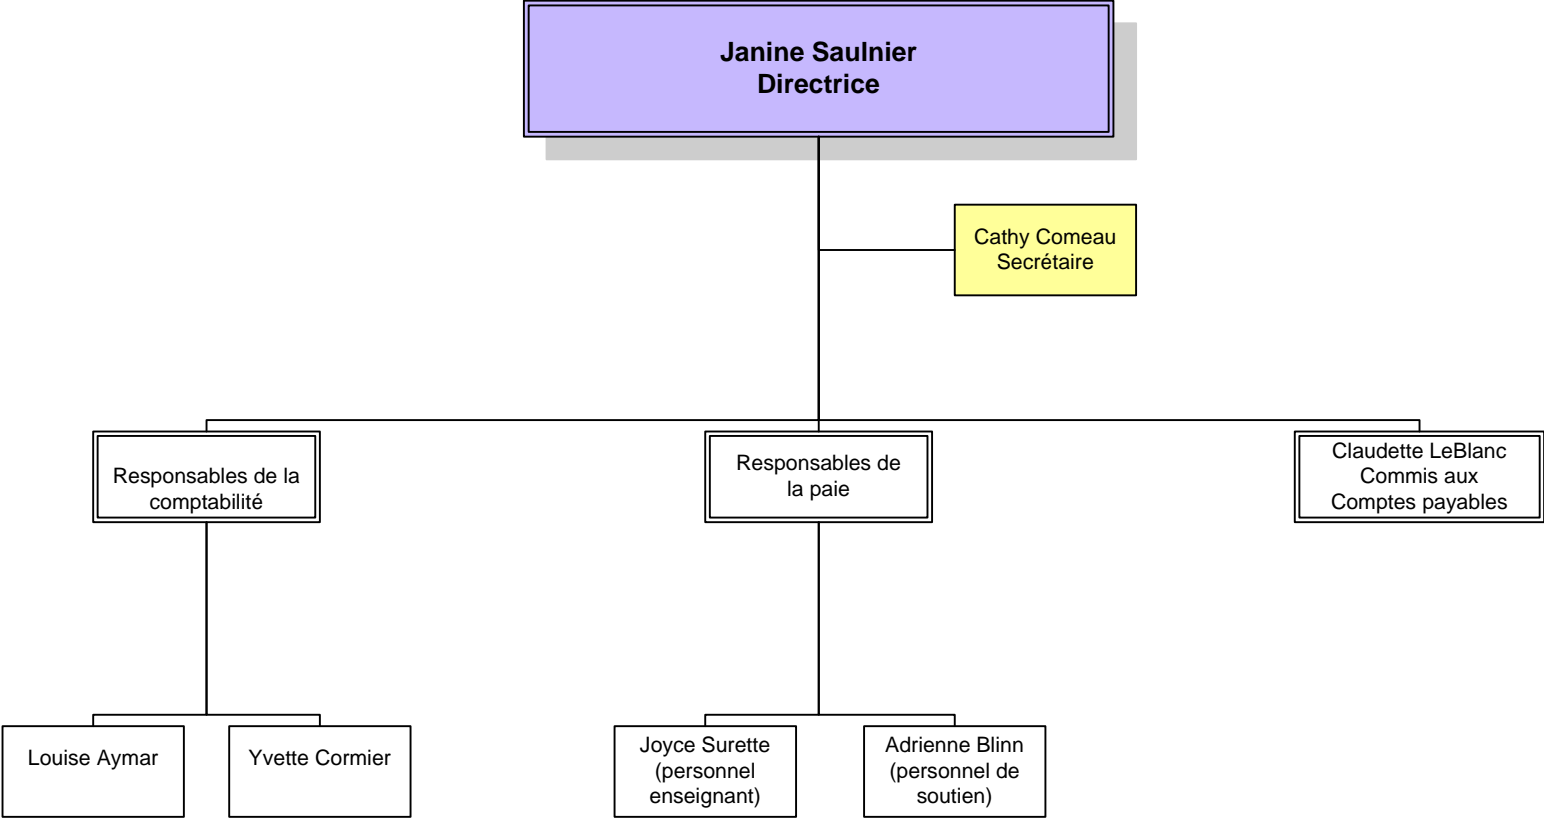 Janine Saulnier
Directrice
Cathy Comeau
Secrétaire
Responsables de la
comptabilité
Responsables de
la paie
Claudette LeBlanc
Commis aux
Comptes payables
Louise Aymar
Yvette Cormier
Joyce Surette
(personnel
enseignant)
Adrienne Blinn
(personnel de
soutien)